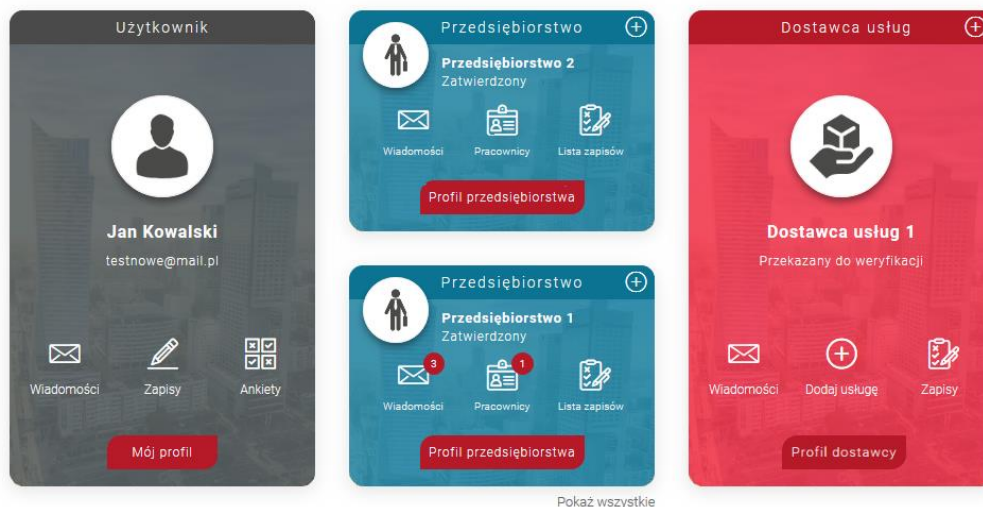 Użytkownik
Jan Kowalski
testnowe@mail.pl
Wiadomości Zapisy Ankiety
Mój profil
Przedsiębiorstwo
Przedsiębiorstwo 2
Zatwierdzony
Wiadomości Pracownicy Lista zapisów
Profil przedsiębiorstwa
Przedsiębiorstwo
Przedsiębiorstwo 1
Zatwierdzony
3 1
Wiadomości Pracownicy Lista zapisów
Profil przedsiębiorstwa
Pokaż wszystkie
Dostawca usług
Dostawca usług 1
Przekazany do weryfikacji
Wiadomości Dodaj usługę Zapisy
Profil dostawcy